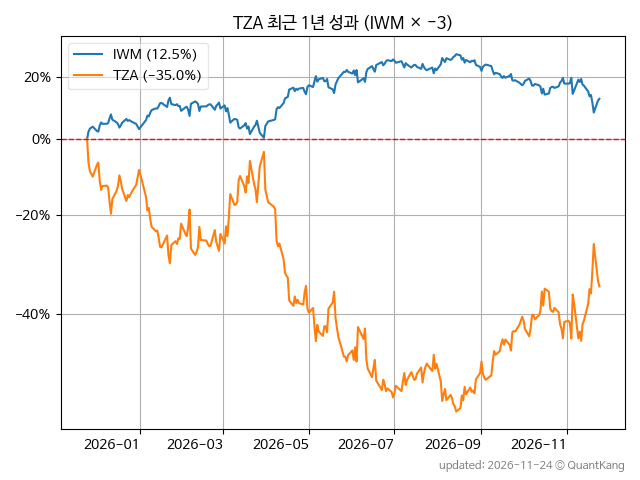 TZA 최근 1년 성과 (IWM × −3)
IWM (12.5%)
TZA (−35.0%)
20%
0%
−20%
−40%
2026−01 2026−03 2026−05 2026−07 2026−09 2026−11
updated: 2026−11−24 © QuantKang